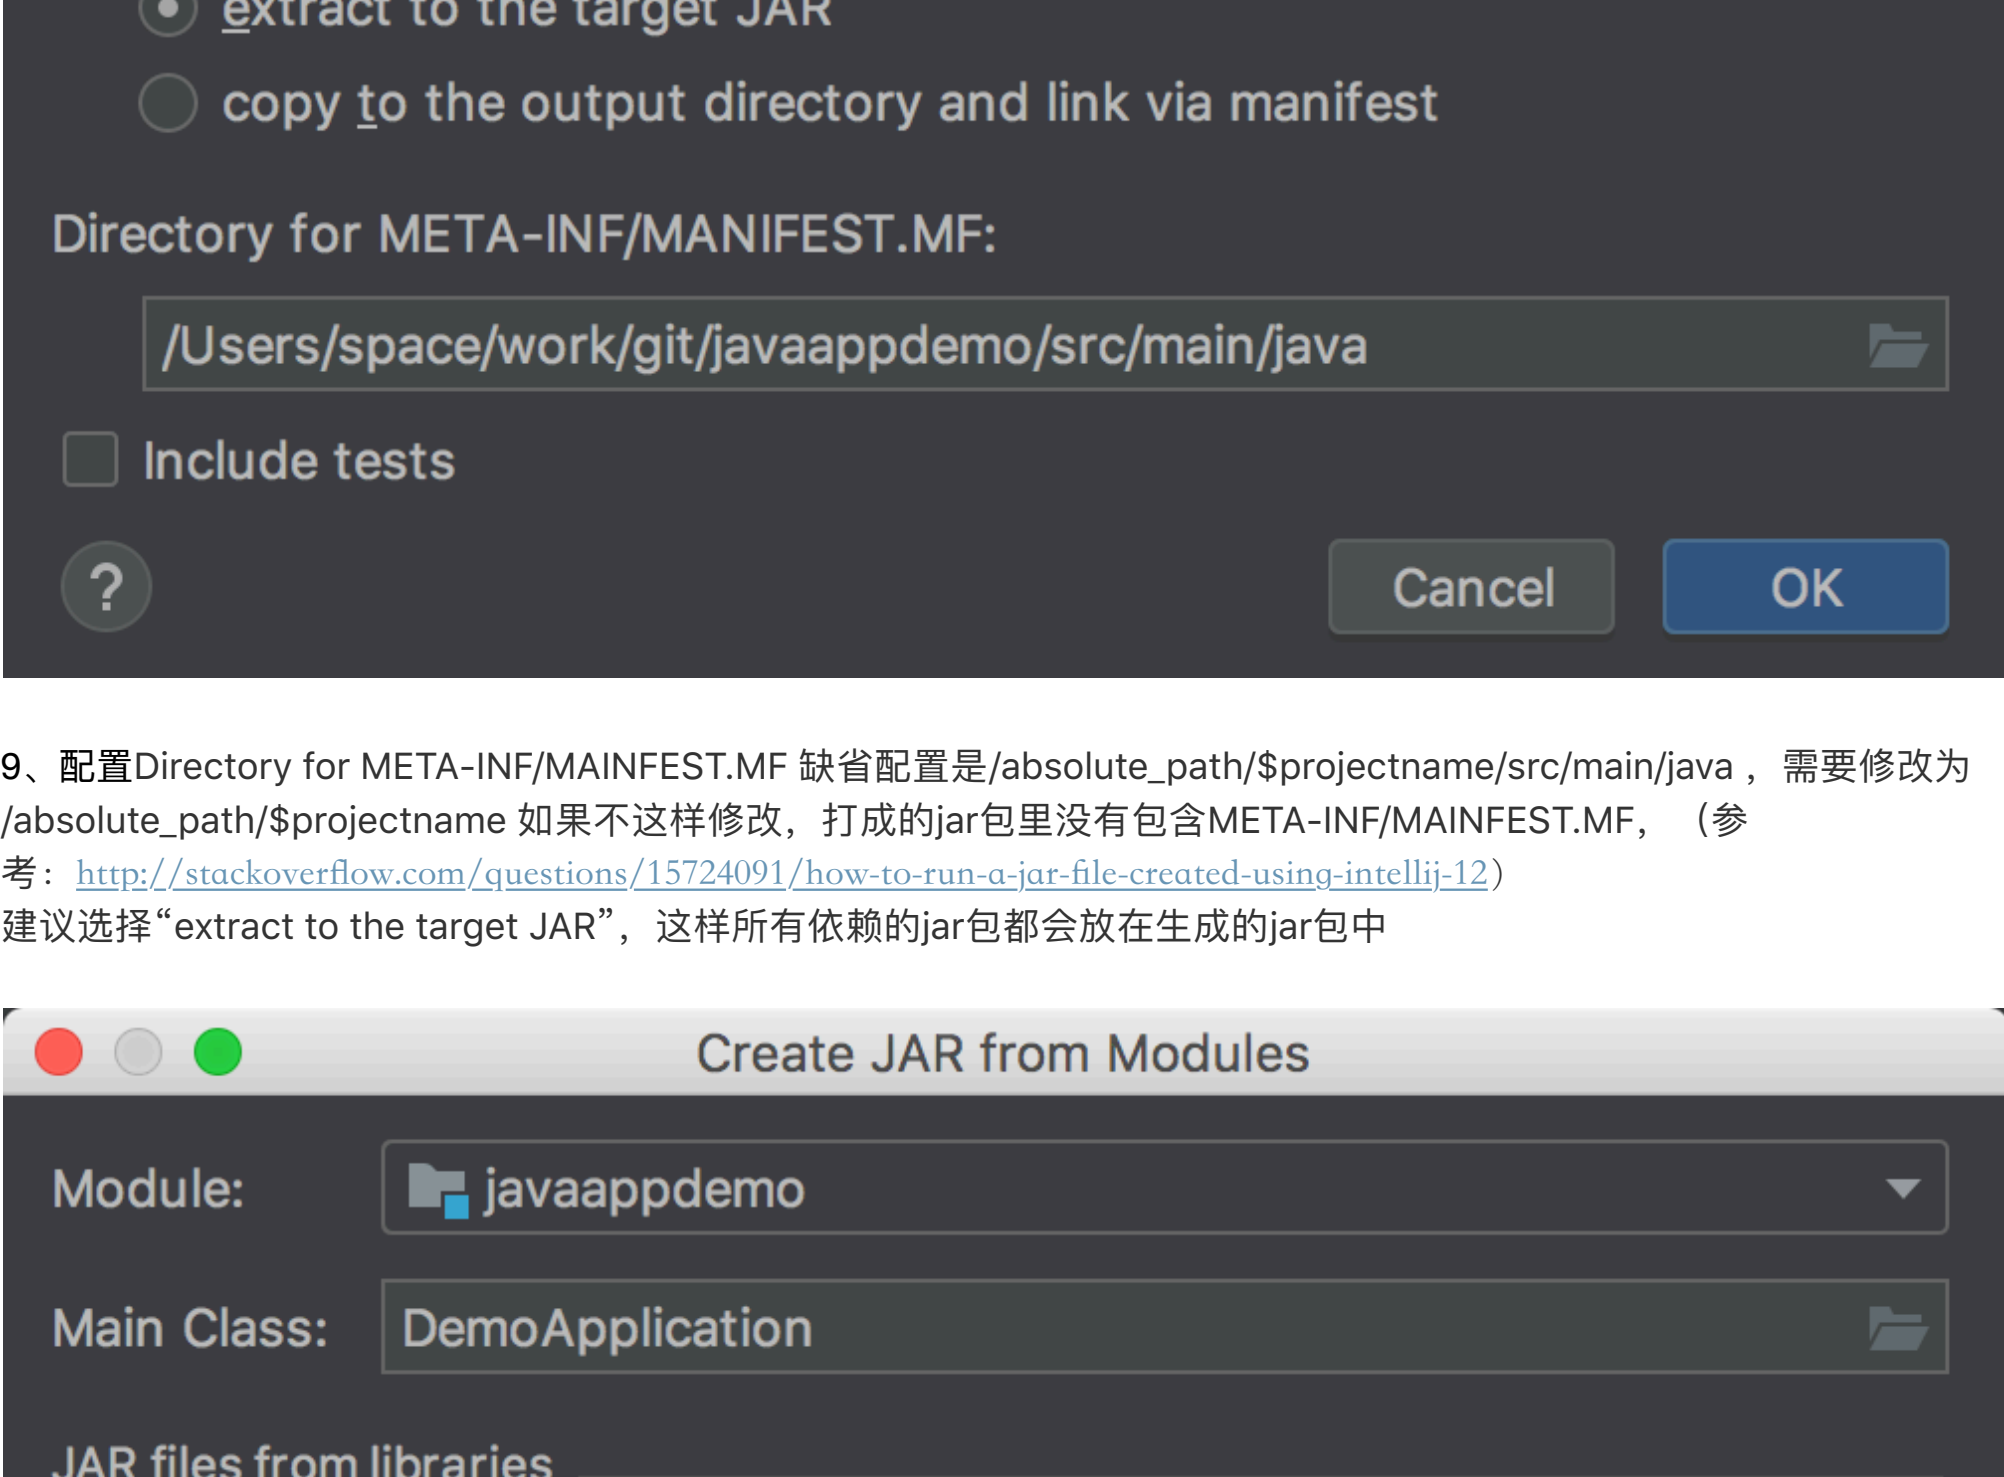 extract to the target JAR
copy to the output directory and link via manifest
Directory for META-INF/MANIFEST.MF:
/Users/space/work/git/javaappdemo/src/main/java
Include tests
?
Cancel
OK
9、配置Directory for META-INF/MAINFEST.MF 缺省配置是/absolute_path/$projectname/src/main/java ，需要修改为
/absolute_path/$projectname 如果不这样修改，打成的jar包里没有包含META-INF/MAINFEST.MF，（参
考：http://stackoverflow.com/questions/15724091/how-to-run-a-jar-file-created-using-intellij-12）
建议选择“extract to the target JAR”，这样所有依赖的jar包都会放在生成的jar包中
Create JAR from Modules
Module:
javaappdemo
Main Class:
DemoApplication
JAR files from libraries